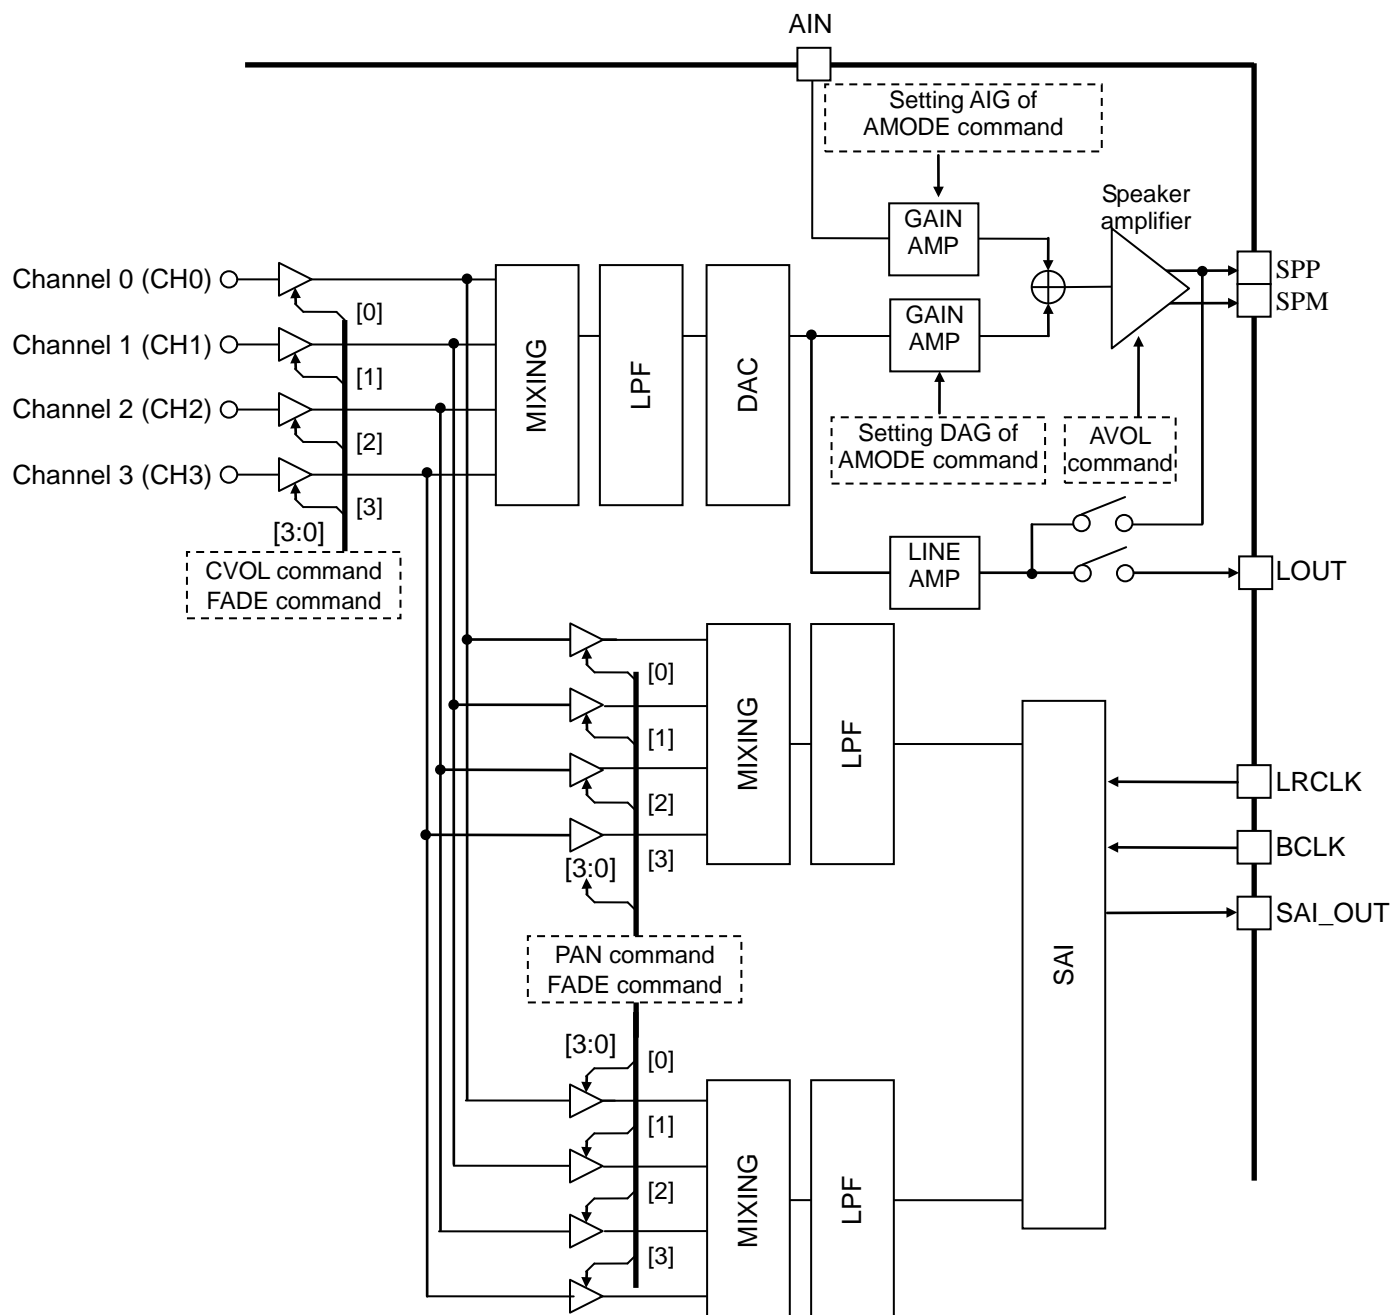 AIN
Setting AIG of
AMODE command
Speaker
amplifier
GAIN
AMP
SPP
SPM
Channel 0 (CH0)
[0]
Channel 1 (CH1)
[1]
Channel 2 (CH2)
[2]
Channel 3 (CH3)
[3]
[3:0]
CVOL command
FADE command
MIXING
LPF
DAC
GAIN
AMP
Setting DAG of
AMODE command
AVOL
command
LINE
AMP
LOUT
[0]
[1]
[2]
[3]
[3:0]
MIXING
LPF
SAI
LRCLK
BCLK
SAI_OUT
PAN command
FADE command
[3:0]
[0]
[1]
[2]
[3]
MIXING
LPF